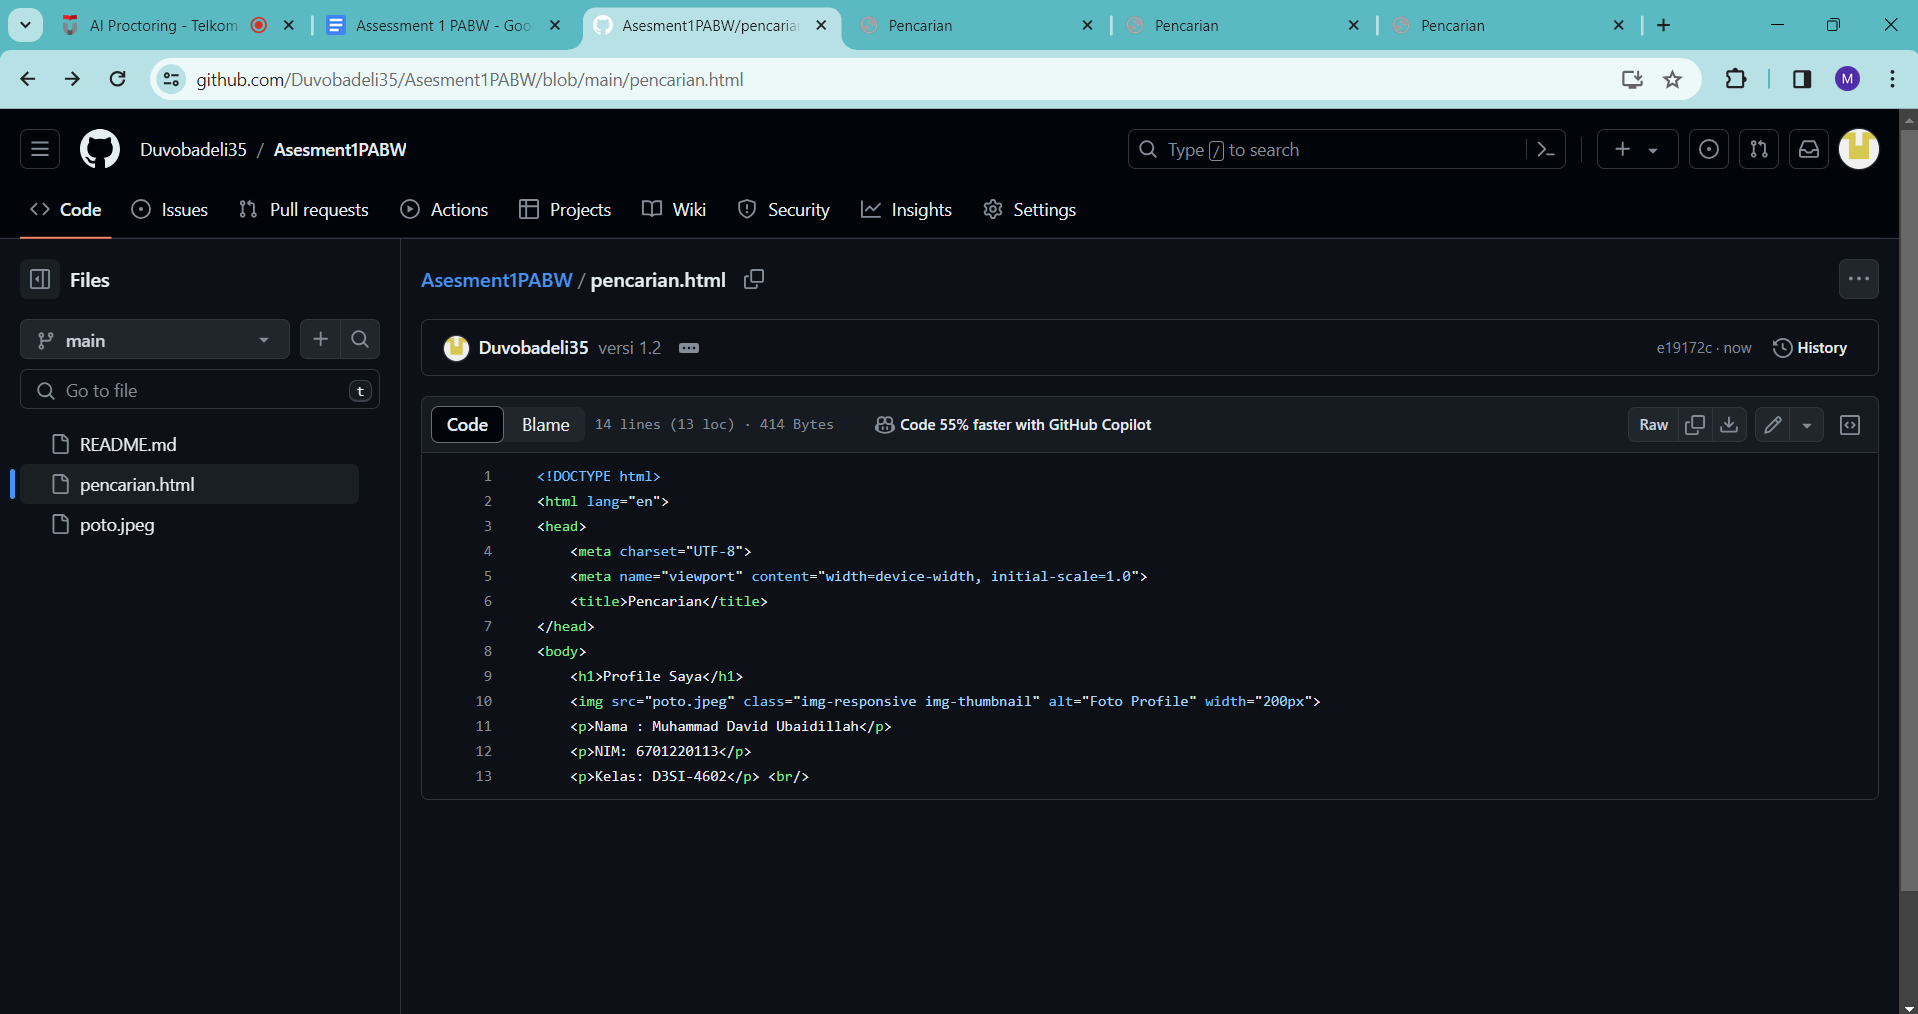 AI Proctoring - Telkom
Assessment 1 PABW - Goo
Asesment1PABW/pencarian
Pencarian
Pencarian
Pencarian
github.com/Duvobadeli35/Asesment1PABW/blob/main/pencarian.html
M
Duvobadeli35 / Asesment1PABW
Type / to search
Code
Issues
Pull requests
Actions
Projects
Wiki
Security
Insights
Settings
Files
main
Go to file
t
README.md
pencarian.html
poto.jpeg
Asesment1PABW / pencarian.html
Duvobadeli35 versi 1.2
e19172c · now
History
Code
Blame
14 lines (13 loc) · 414 Bytes
Code 55% faster with GitHub Copilot
Raw
1 <!DOCTYPE html>
2 <html lang="en">
3 <head>
4 <meta charset="UTF-8">
5 <meta name="viewport" content="width=device-width, initial-scale=1.0">
6 <title>Pencarian</title>
7 </head>
8 <body>
9 <h1>Profile Saya</h1>
10 <img src="poto.jpeg" class="img-responsive img-thumbnail" alt="Foto Profile" width="200px">
11 <p>Nama : Muhammad David Ubaidillah</p>
12 <p>NIM: 6701220113</p>
13 <p>Kelas: D3SI-4602</p> <br/>